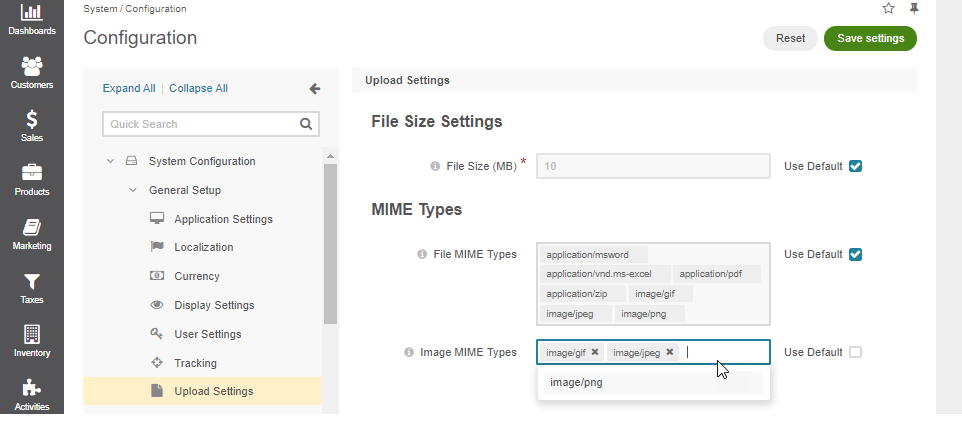 System / Configuration
Configuration
Reset
Save settings
Dashboards
Customers
Sales
Products
Marketing
Taxes
Inventory
Activities
Expand All | Collapse All
Quick Search
System Configuration
General Setup
Application Settings
Localization
Currency
Display Settings
User Settings
Tracking
Upload Settings
Upload Settings
File Size Settings
File Size (MB) * 10 Use Default
MIME Types
File MIME Types Use Default
application/msword
application/vnd.ms-excel application/pdf
application/zip image/gif
image/jpeg image/png
Image MIME Types image/gif image/jpeg Use Default
image/png